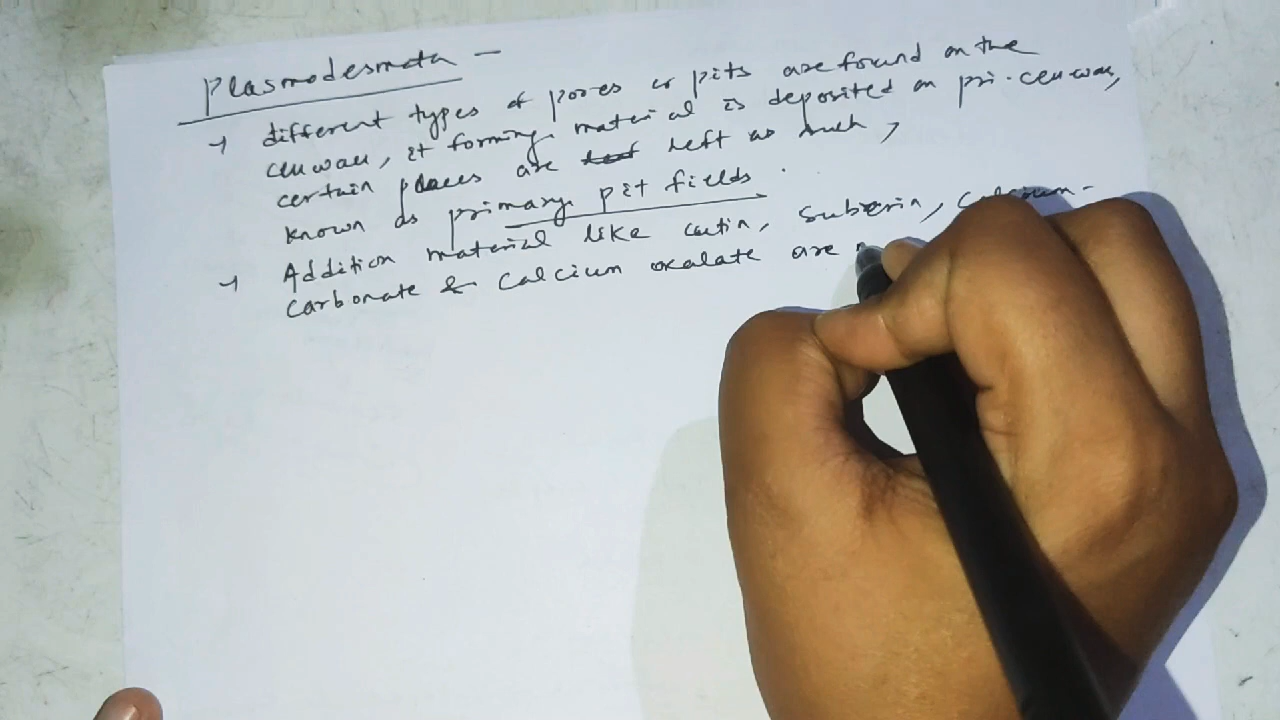 Plasmodesmata -
→ different types of pores or pits are found on the
cell wall, it forming material is deposited on pri. cell wall,
certain places are left as such,
known as primary pit fields.
→ Addition material like cutin, suberin, calcium-
carbonate & calcium oxalate are